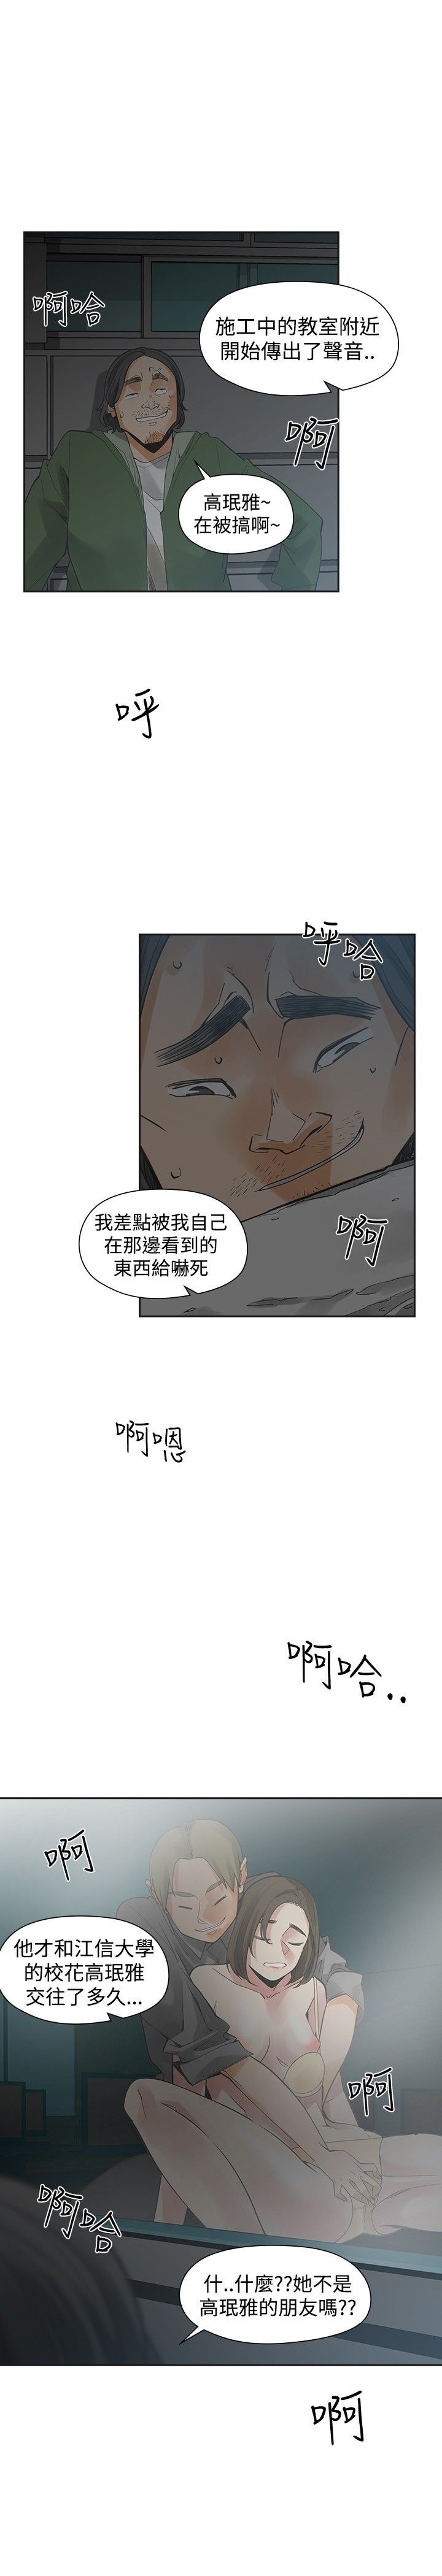 啊哈
施工中的教室附近
開始傳出了聲音..
啊
高珉雅~
在被搞啊~
呼
呼哈
我差點被我自己
在那邊看到的
東西給嚇死
啊
啊嗯
啊哈..
啊
他才和江信大學
的校花高珉雅
交往了多久...
啊
啊哈
什..什麼??她不是
高珉雅的朋友嗎??
啊